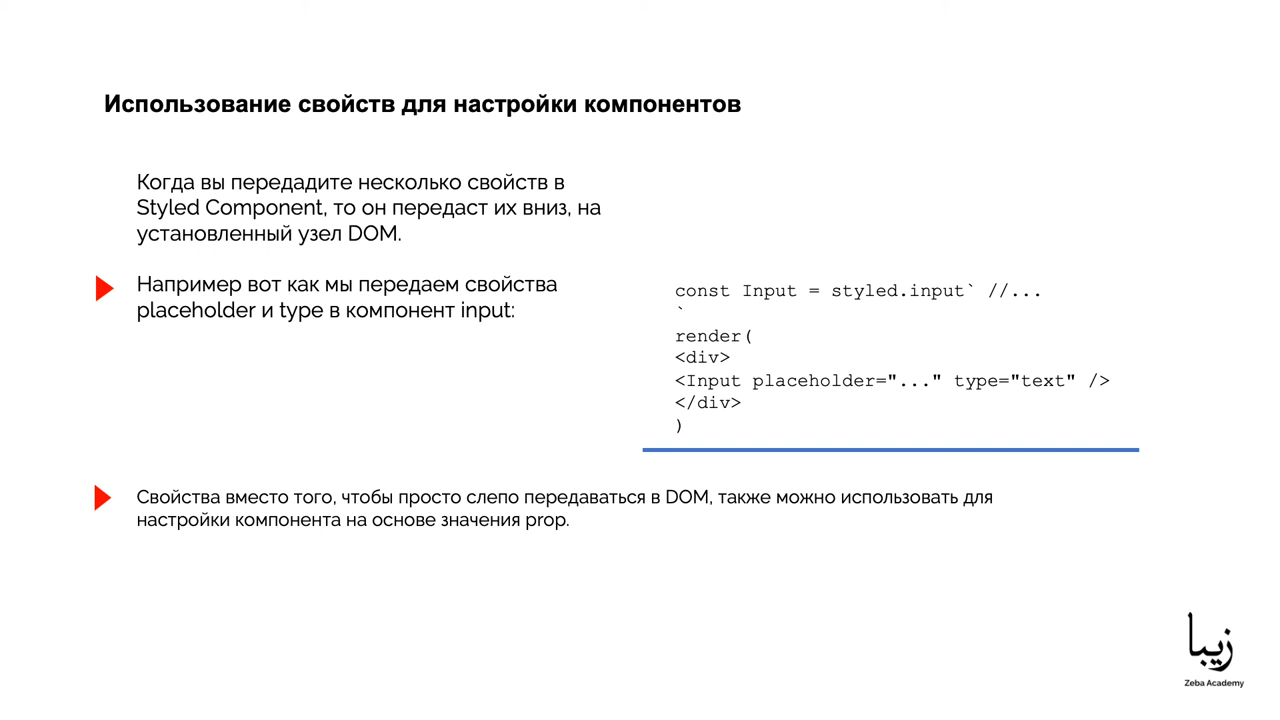 Использование свойств для настройки компонентов
Когда вы передадите несколько свойств в
Styled Component, то он передаст их вниз, на
установленный узел DOM.
Например вот как мы передаем свойства
placeholder и type в компонент input:
const Input = styled.input` //...
`
render(
<div>
<Input placeholder="..." type="text" />
</div>
)
Свойства вместо того, чтобы просто слепо передаваться в DOM, также можно использовать для
настройки компонента на основе значения prop.
زیبا
Zeba Academy